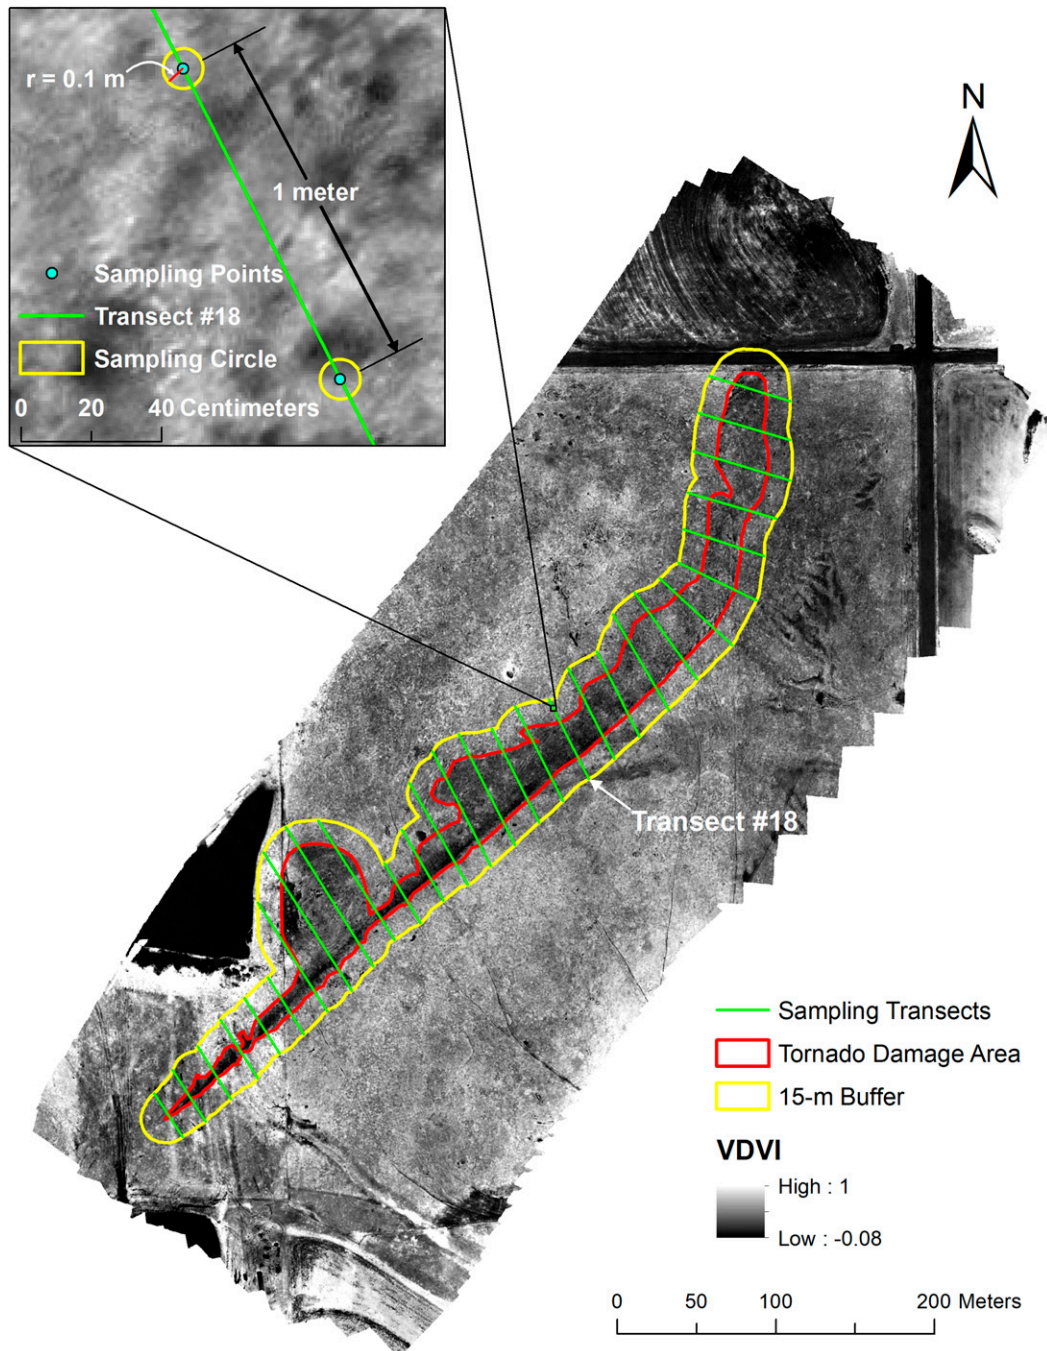 r = 0.1 m
1 meter
Sampling Points
Transect #18
Sampling Circle
0 20 40 Centimeters
N
Transect #18
Sampling Transects
Tornado Damage Area
15-m Buffer
VDVI
High : 1
Low : -0.08
0 50 100 200 Meters